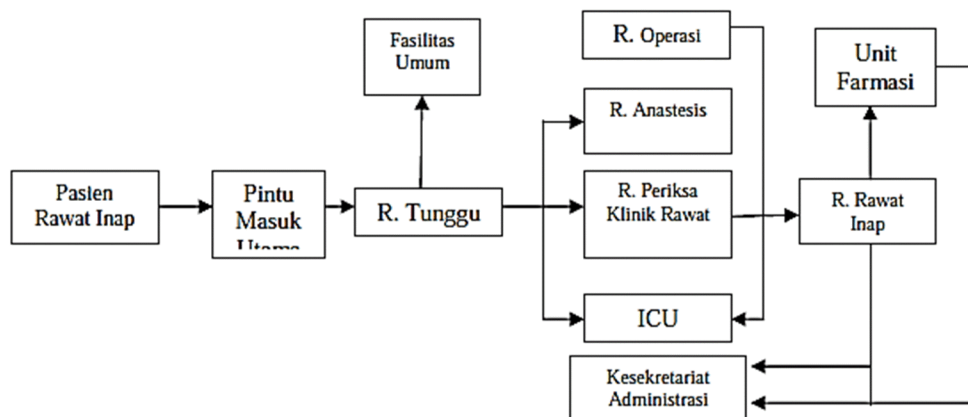 Pasien
Rawat Inap
Pintu
Masuk
Utama
R. Tunggu
Fasilitas
Umum
R. Operasi
R. Anastesis
R. Periksa
Klinik Rawat
ICU
Kesekretariat
Administrasi
Unit
Farmasi
R. Rawat
Inap